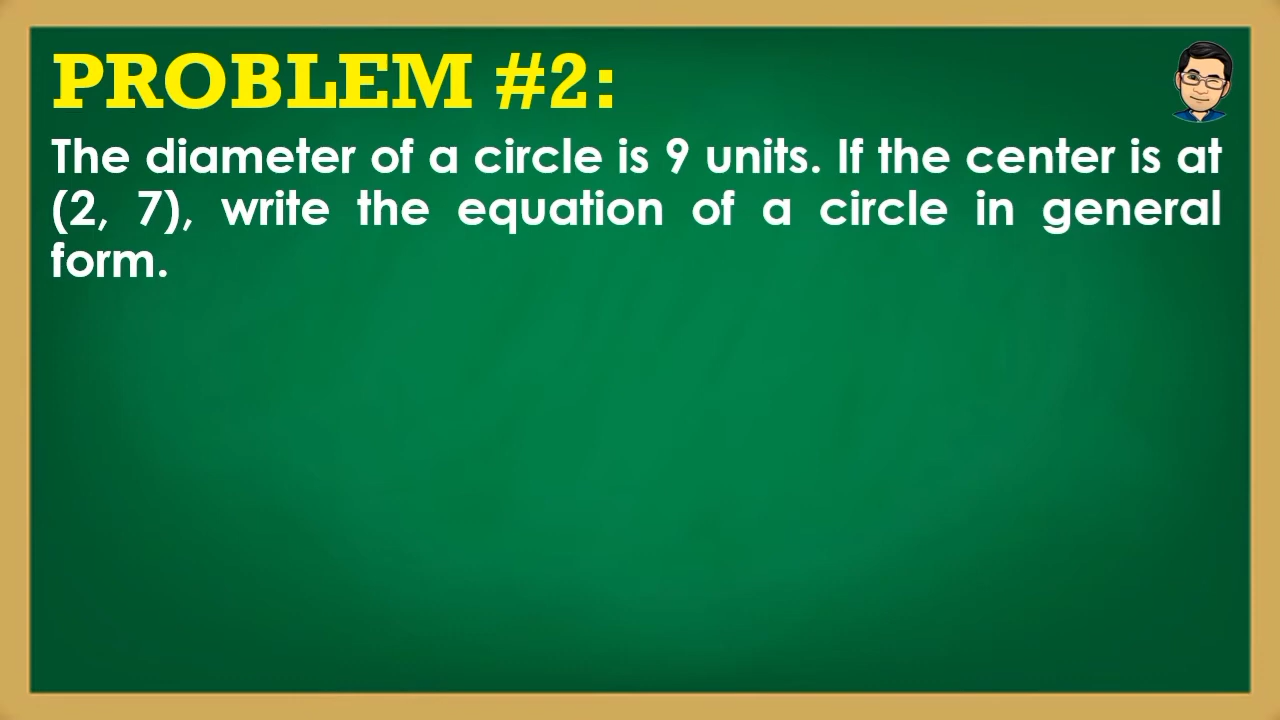 PROBLEM #2:
The diameter of a circle is 9 units. If the center is at
(2, 7), write the equation of a circle in general
form.